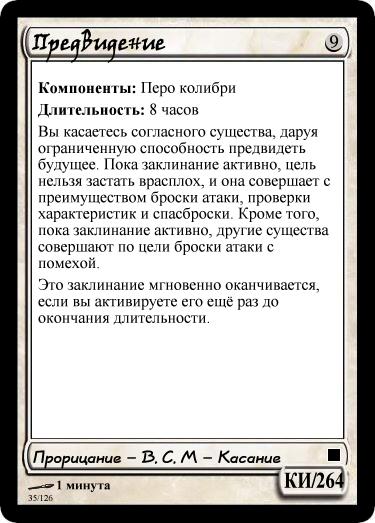 Предвидение
9
Компоненты: Перо колибри
Длительность: 8 часов
Вы касаетесь согласного существа, даруя
ограниченную способность предвидеть
будущее. Пока заклинание активно, цель
нельзя застать врасплох, и она совершает с
преимуществом броски атаки, проверки
характеристик и спасброски. Кроме того,
пока заклинание активно, другие существа
совершают по цели броски атаки с
помехой.
Это заклинание мгновенно оканчивается,
если вы активируете его ещё раз до
окончания длительности.
Прорицание – В, С, М – Касание
1 минута
КИ/264
35/126